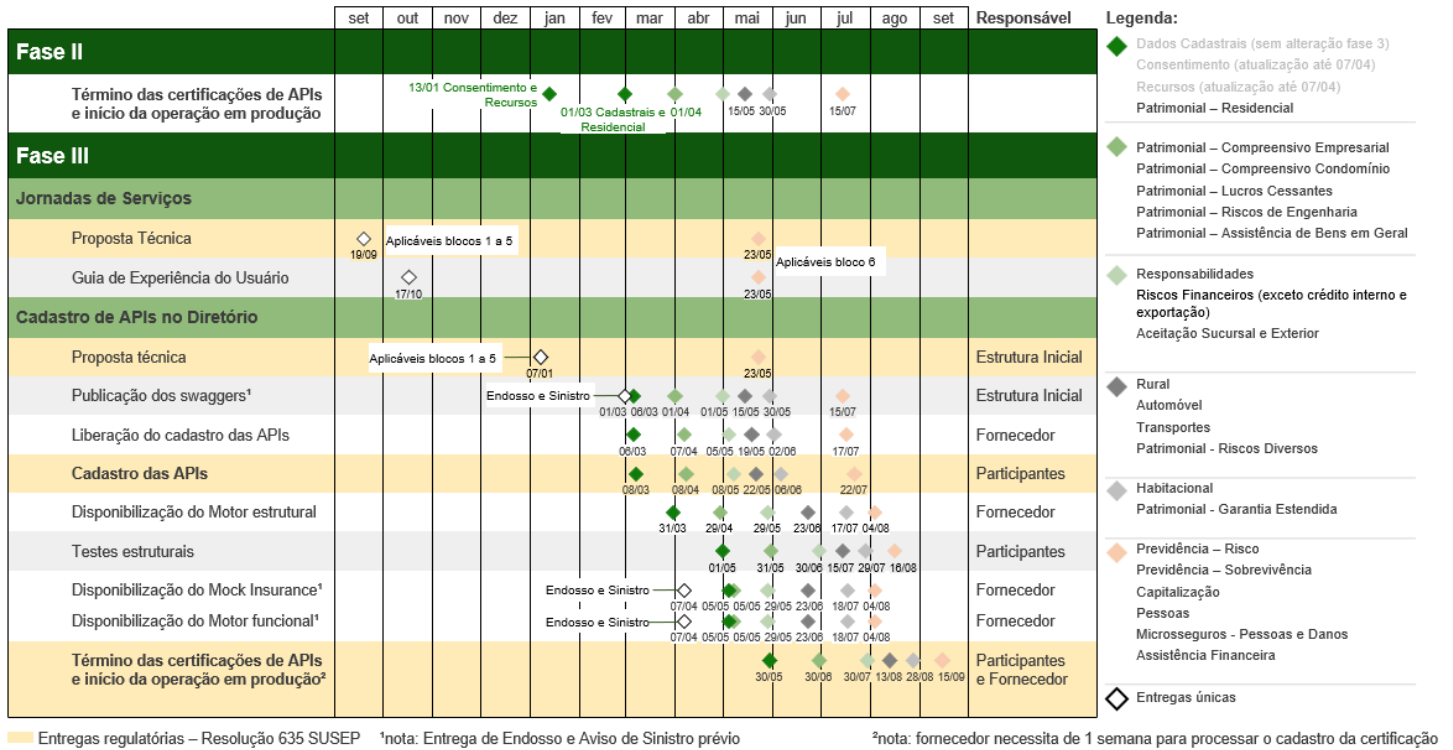 set out nov dez jan fev mar abr mai jun jul ago set Responsável
Legenda:
Fase II
Término das certificações de APIs
e início da operação em produção
13/01 Consentimento e
Recursos
01/03 Cadastrais e
Residencial
01/04
15/05 30/05
15/07
Fase III
Jornadas de Serviços
Proposta Técnica
19/09
Aplicáveis blocos 1 a 5
23/05
Aplicáveis bloco 6
Guia de Experiência do Usuário
17/10
23/05
Cadastro de APIs no Diretório
Proposta técnica
Aplicáveis blocos 1 a 5
07/01
23/05
Estrutura Inicial
Publicação dos swaggers¹
Endosso e Sinistro
01/03 06/03 01/04 01/05 15/05 30/05 15/07
Estrutura Inicial
Liberação do cadastro das APIs
06/03 07/04 05/05 19/05 02/06 17/07
Fornecedor
Cadastro das APIs
08/03 08/04 08/05 22/05 06/06 22/07
Participantes
Disponibilização do Motor estrutural
31/03 29/04 29/05 23/06 17/07 04/08
Fornecedor
Testes estruturais
01/05 31/05 30/06 15/07 29/07 16/08
Participantes
Disponibilização do Mock Insurance¹
Endosso e Sinistro
07/04 05/05 05/05 29/05 23/06 18/07 04/08
Fornecedor
Disponibilização do Motor funcional¹
Endosso e Sinistro
07/04 05/05 05/05 29/05 23/06 18/07 04/08
Fornecedor
Término das certificações de APIs
e início da operação em produção²
30/05 30/06 30/07 13/08 28/08 15/09
Participantes
e Fornecedor
Dados Cadastrais (sem alteração fase 3)
Consentimento (atualização até 07/04)
Recursos (atualização até 07/04)
Patrimonial – Residencial
Patrimonial – Compreensivo Empresarial
Patrimonial – Compreensivo Condomínio
Patrimonial – Lucros Cessantes
Patrimonial – Riscos de Engenharia
Patrimonial – Assistência de Bens em Geral
Responsabilidades
Riscos Financeiros (exceto crédito interno e
exportação)
Aceitação Sucursal e Exterior
Rural
Automóvel
Transportes
Patrimonial - Riscos Diversos
Habitacional
Patrimonial - Garantia Estendida
Previdência – Risco
Previdência – Sobrevivência
Capitalização
Pessoas
Microsseguros - Pessoas e Danos
Assistência Financeira
Entregas únicas
Entregas regulatórias – Resolução 635 SUSEP
¹nota: Entrega de Endosso e Aviso de Sinistro prévio
²nota: fornecedor necessita de 1 semana para processar o cadastro da certificação